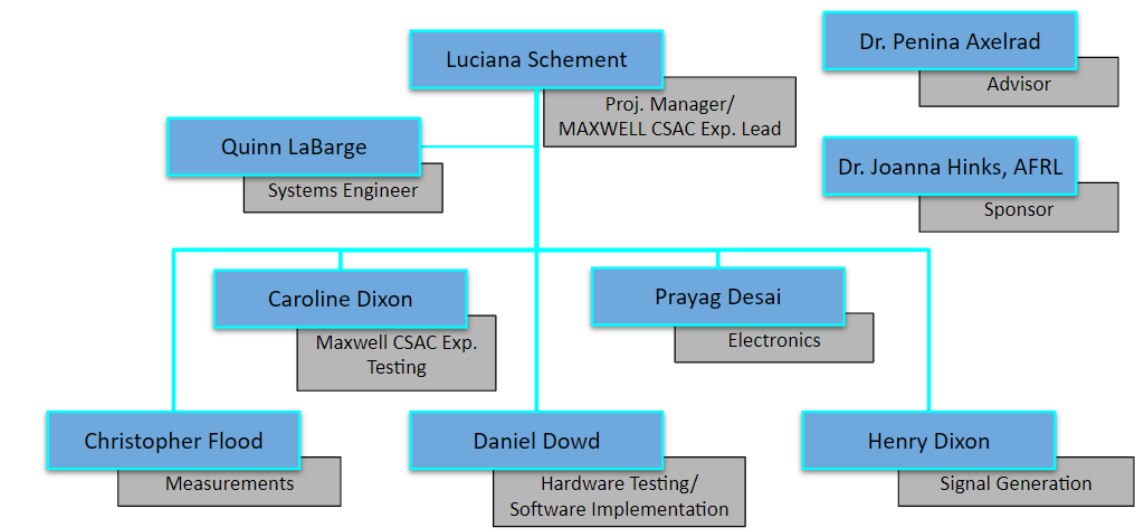 Luciana Schement
Proj. Manager/
MAXWELL CSAC Exp. Lead
Dr. Penina Axelrad
Advisor
Quinn LaBarge
Systems Engineer
Dr. Joanna Hinks, AFRL
Sponsor
Caroline Dixon
Maxwell CSAC Exp.
Testing
Prayag Desai
Electronics
Christopher Flood
Measurements
Daniel Dowd
Hardware Testing/
Software Implementation
Henry Dixon
Signal Generation